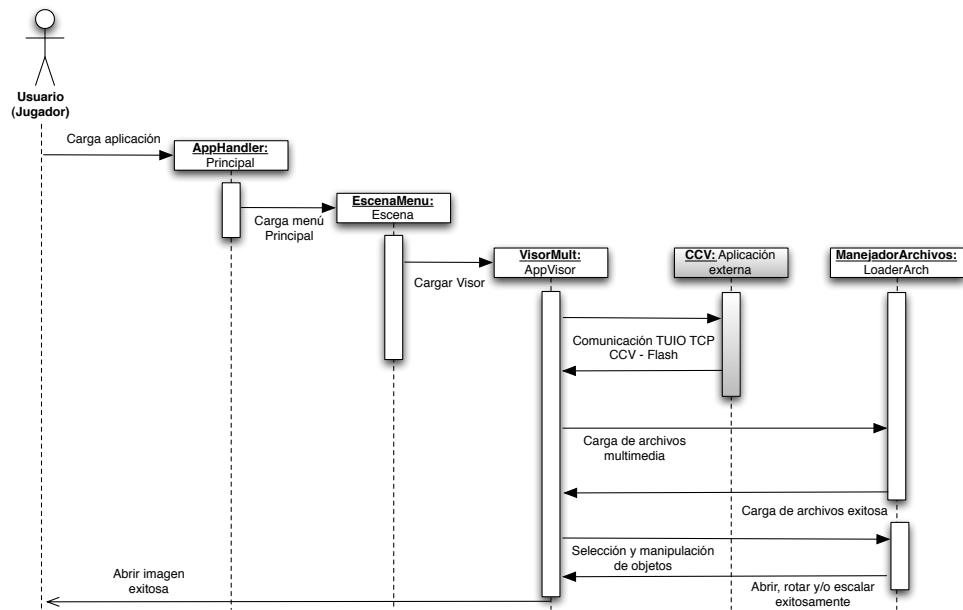 Usuario
(Jugador)
Carga aplicación
AppHandler:
Principal
Carga menú
Principal
EscenaMenu:
Escena
Cargar Visor
VisorMult:
AppVisor
CCV: Aplicación
externa
ManejadorArchivos:
LoaderArch
Comunicación TUIO TCP
CCV - Flash
Carga de archivos
multimedia
Carga de archivos exitosa
Selección y manipulación
de objetos
Abrir, rotar y/o escalar
exitosamente
Abrir imagen
exitosa